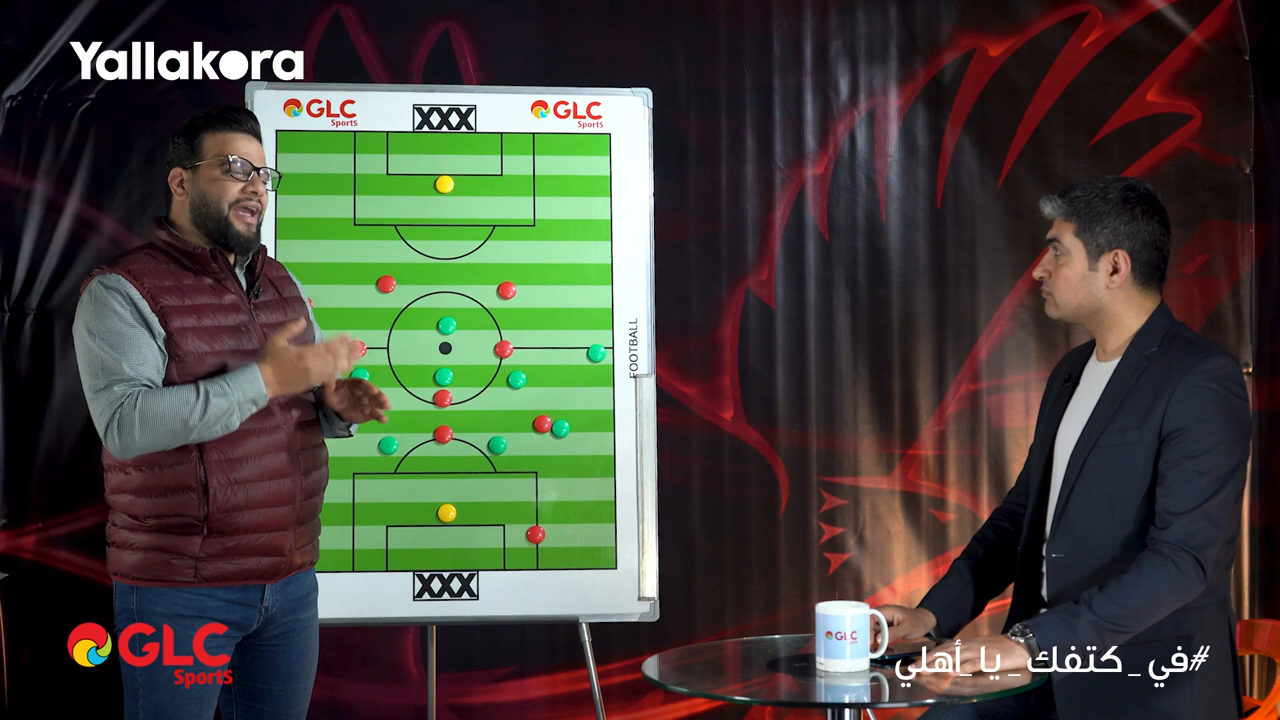 Yallakora
GLC Sports
XXX
GLC Sports
FOOTBALL
XXX
GLC Sports
GLC
#في_كتفك_يا_أهلي